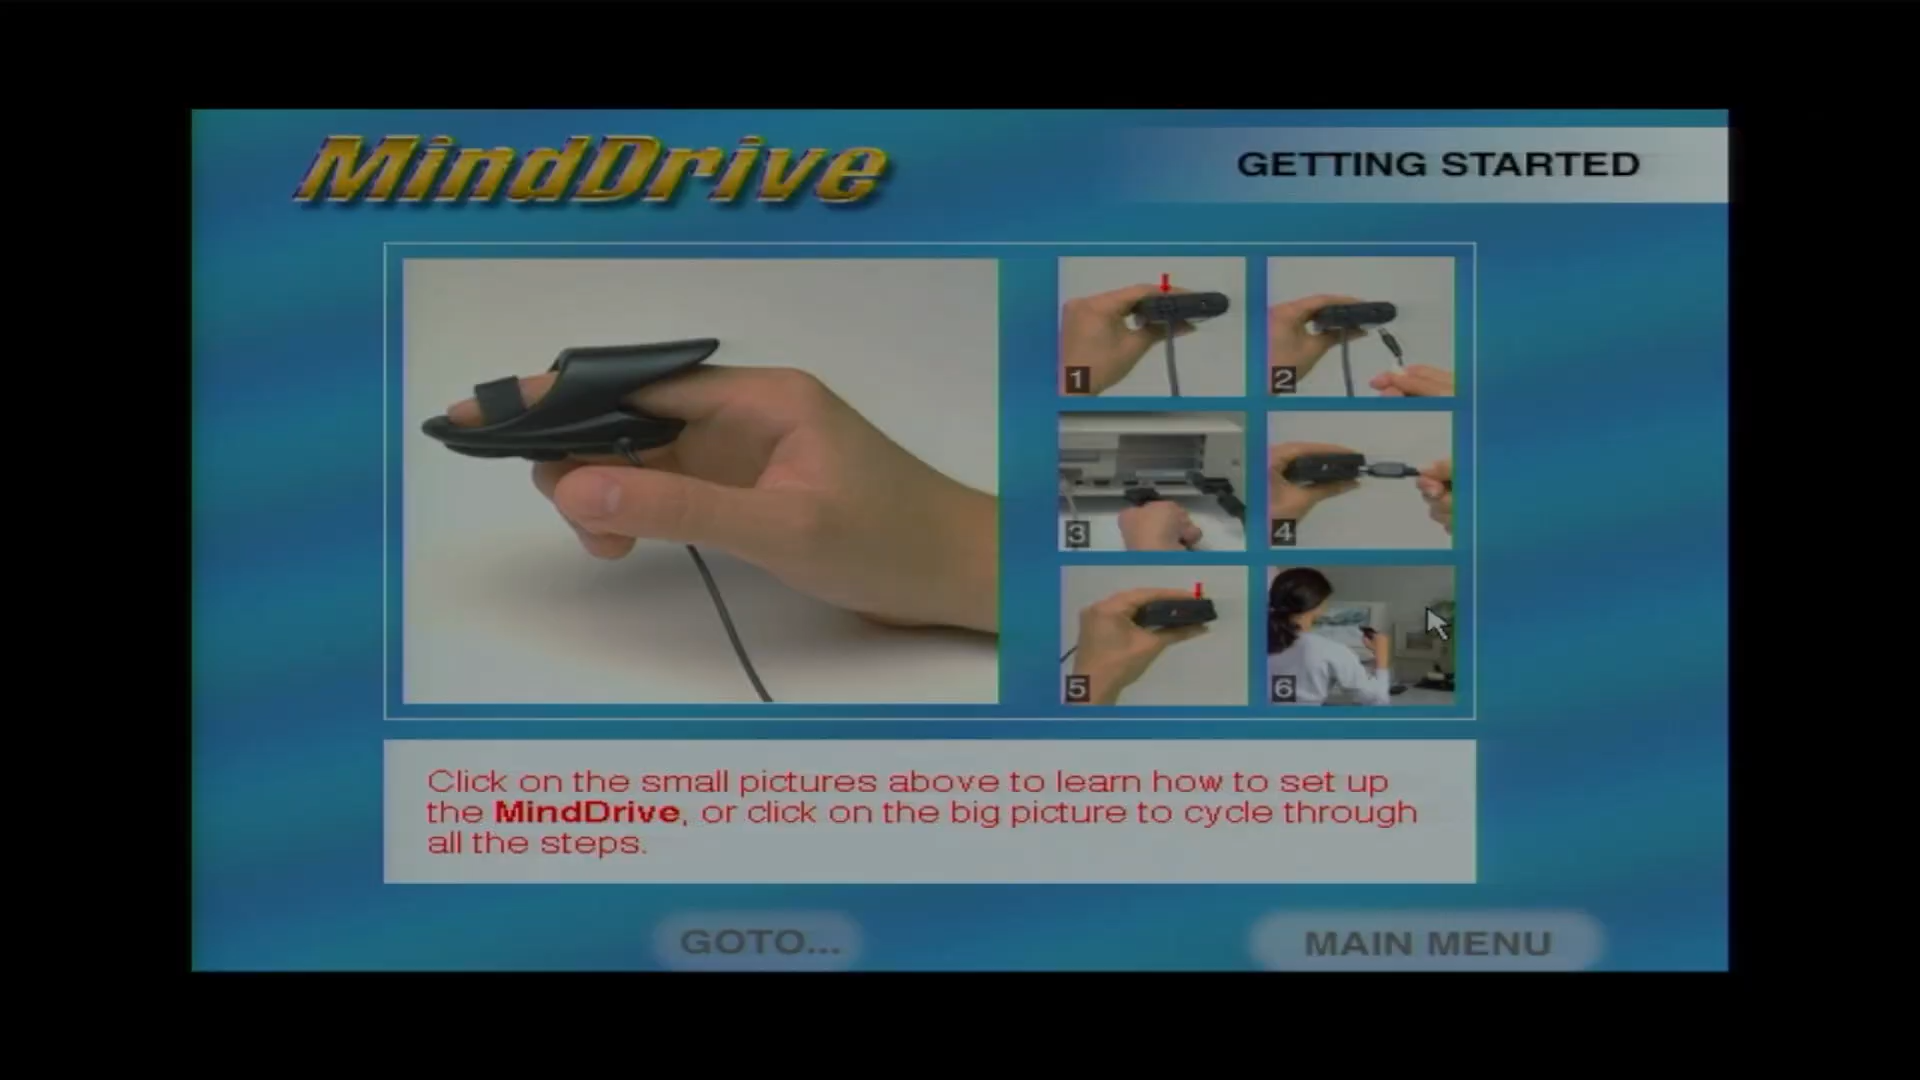 MindDrive
GETTING STARTED
1
2
3
4
5
6
Click on the small pictures above to learn how to set up
the MindDrive, or click on the big picture to cycle through
all the steps.
GOTO...
MAIN MENU